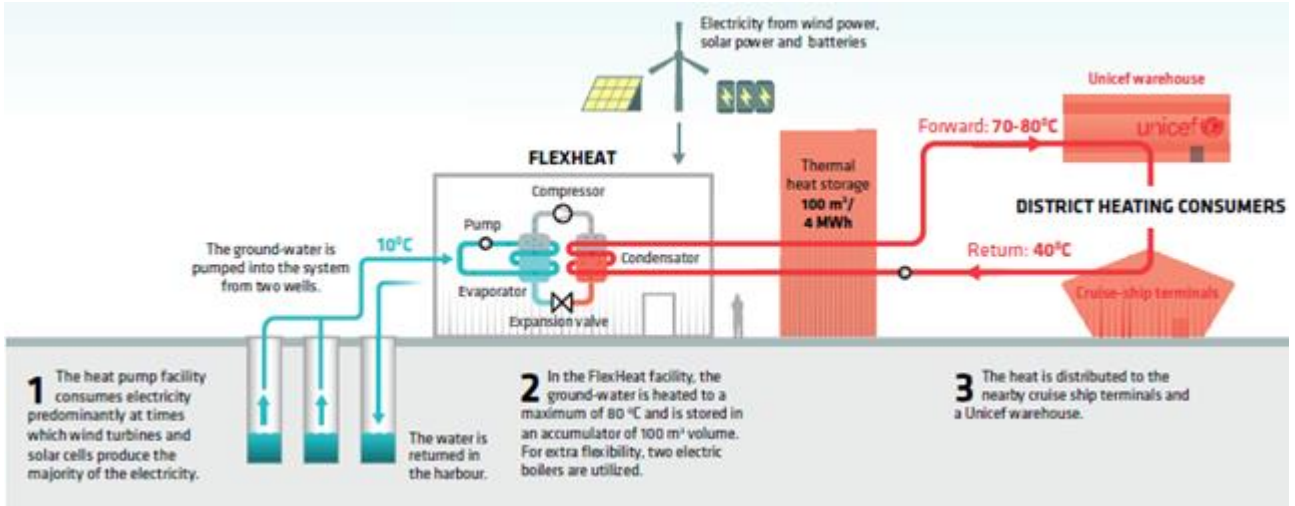 Electricity from wind power,
solar power and batteries
Unicef warehouse
unicef
Forward: 70-80⁰C
FLEXHEAT
Thermal
heat storage
100 m³/
4 MWh
Compressor
Pump
DISTRICT HEATING CONSUMERS
The ground-water is
pumped into the system
from two wells.
10⁰C
Condensator
Return: 40⁰C
Evaporator
Cruise-ship terminals
Expansion valve
1 The heat pump facility
consumes electricity
predominantly at times
which wind turbines and
solar cells produce the
majority of the electricity.
The water is
returned in
the harbour.
2 In the FlexHeat facility, the
ground-water is heated to a
maximum of 80 ⁰C and is stored in
an accumulator of 100 m³ volume.
For extra flexibility, two electric
boilers are utilized.
3 The heat is distributed to the
nearby cruise ship terminals and
a Unicef warehouse.